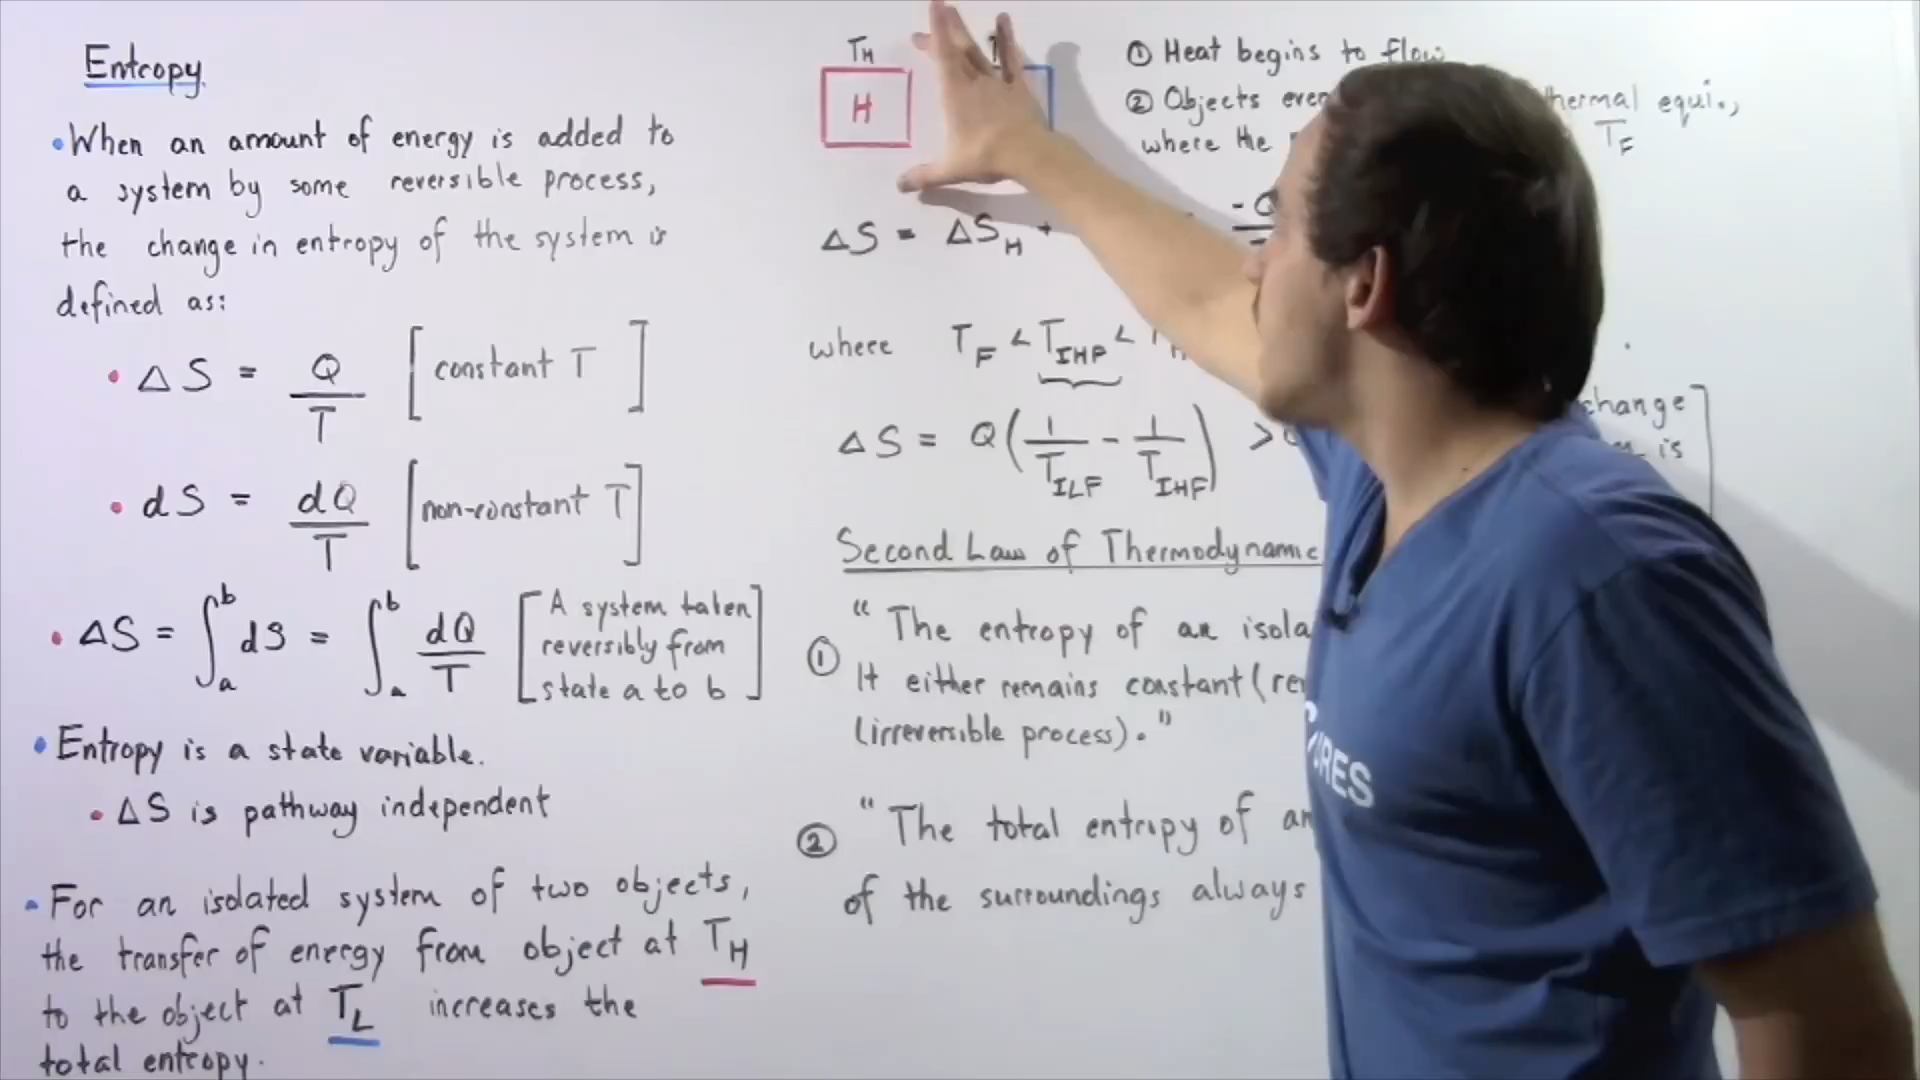 Entropy
• When an amount of energy is added to
a system by some reversible process,
the change in entropy of the system is
defined as:
• ΔS = Q/T [constant T]
• dS = dQ/T [non-constant T]
• ΔS = ∫ₐᵇ dS = ∫ₐᵇ dQ/T [A system taken
reversibly from
state a to b]
• Entropy is a state variable.
• ΔS is pathway independent
• For an isolated system of two objects,
the transfer of energy from object at T_H
to the object at T_L increases the
total entropy.
T_H
H
① Heat begins to flow
② Objects thermal equi.,
where the T_F
ΔS = ΔS_H + -Q
where T_F < T_IHF < T_H
ΔS = Q(1/T_ILF - 1/T_IHF) >
change
is
Second Law of Thermodynamic
① "The entropy of an
It either remains constant (
(irreversible process)."
② "The total entropy of
of the surroundings always
RES